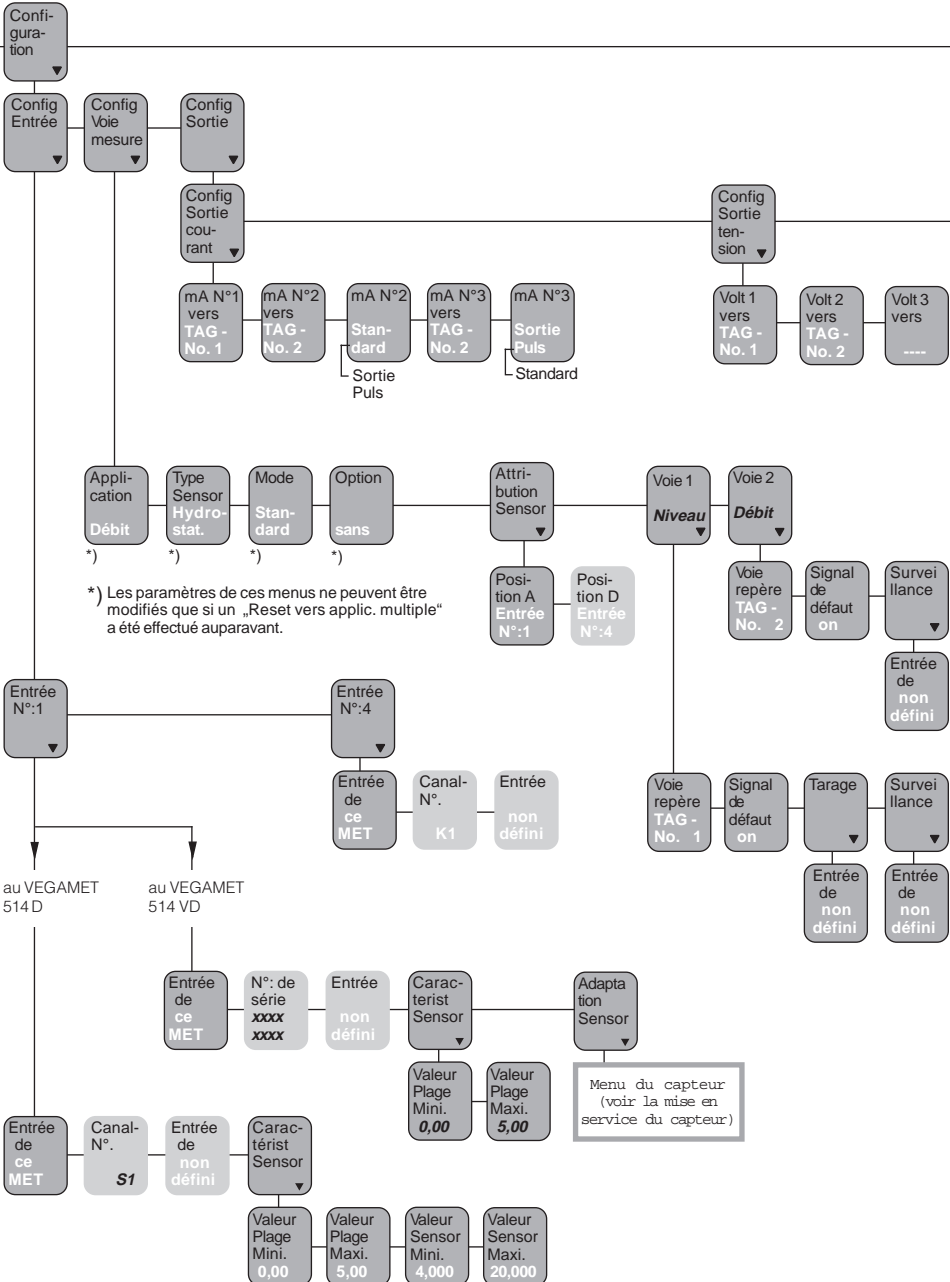 Confi-
gura-
tion
Config
Entrée
Config
Voie
mesure
Config
Sortie
Config
Sortie
cou-
rant
Config
Sortie
ten-
sion
mA N°1
vers
TAG -
No. 1
mA N°2
vers
TAG -
No. 2
mA N°2
Stan-
dard
Sortie
Puls
mA N°3
vers
TAG -
No. 2
mA N°3
Sortie
Puls
Standard
Volt 1
vers
TAG -
No. 1
Volt 2
vers
TAG -
No. 2
Volt 3
vers
----
Appli-
cation
Débit
*)
Type
Sensor
Hydro-
stat.
*)
Mode
Stan-
dard
*)
Option
sans
*)
Attri-
bution
Sensor
Voie 1
Niveau
Voie 2
Débit
*) Les paramètres de ces menus ne peuvent être
modifiés que si un „Reset vers applic. multiple“
a été effectué auparavant.
Posi-
tion A
Entrée
N°:1
Posi-
tion D
Entrée
N°:4
Voie
repère
TAG -
No. 2
Signal
de
défaut
on
Survei
llance
Entrée
de
non
défini
Entrée
N°:1
Entrée
N°:4
Entrée
de
ce
MET
Canal-
N°.
K1
Entrée
non
défini
Voie
repère
TAG -
No. 1
Signal
de
défaut
on
Tarage
Survei
llance
Entrée
de
non
défini
Entrée
de
non
défini
au VEGAMET
514 D
au VEGAMET
514 VD
Entrée
de
ce
MET
N°: de
série
xxxx
xxxx
Entrée
non
défini
Carac-
terist
Sensor
Adapta
tion
Sensor
Valeur
Plage
Mini.
0,00
Valeur
Plage
Maxi.
5,00
Menu du capteur
(voir la mise en
service du capteur)
Entrée
de
ce
MET
Canal-
N°.
S1
Entrée
de
non
défini
Carac-
térist
Sensor
Valeur
Plage
Mini.
0,00
Valeur
Plage
Maxi.
5,00
Valeur
Sensor
Mini.
4,000
Valeur
Sensor
Maxi.
20,000